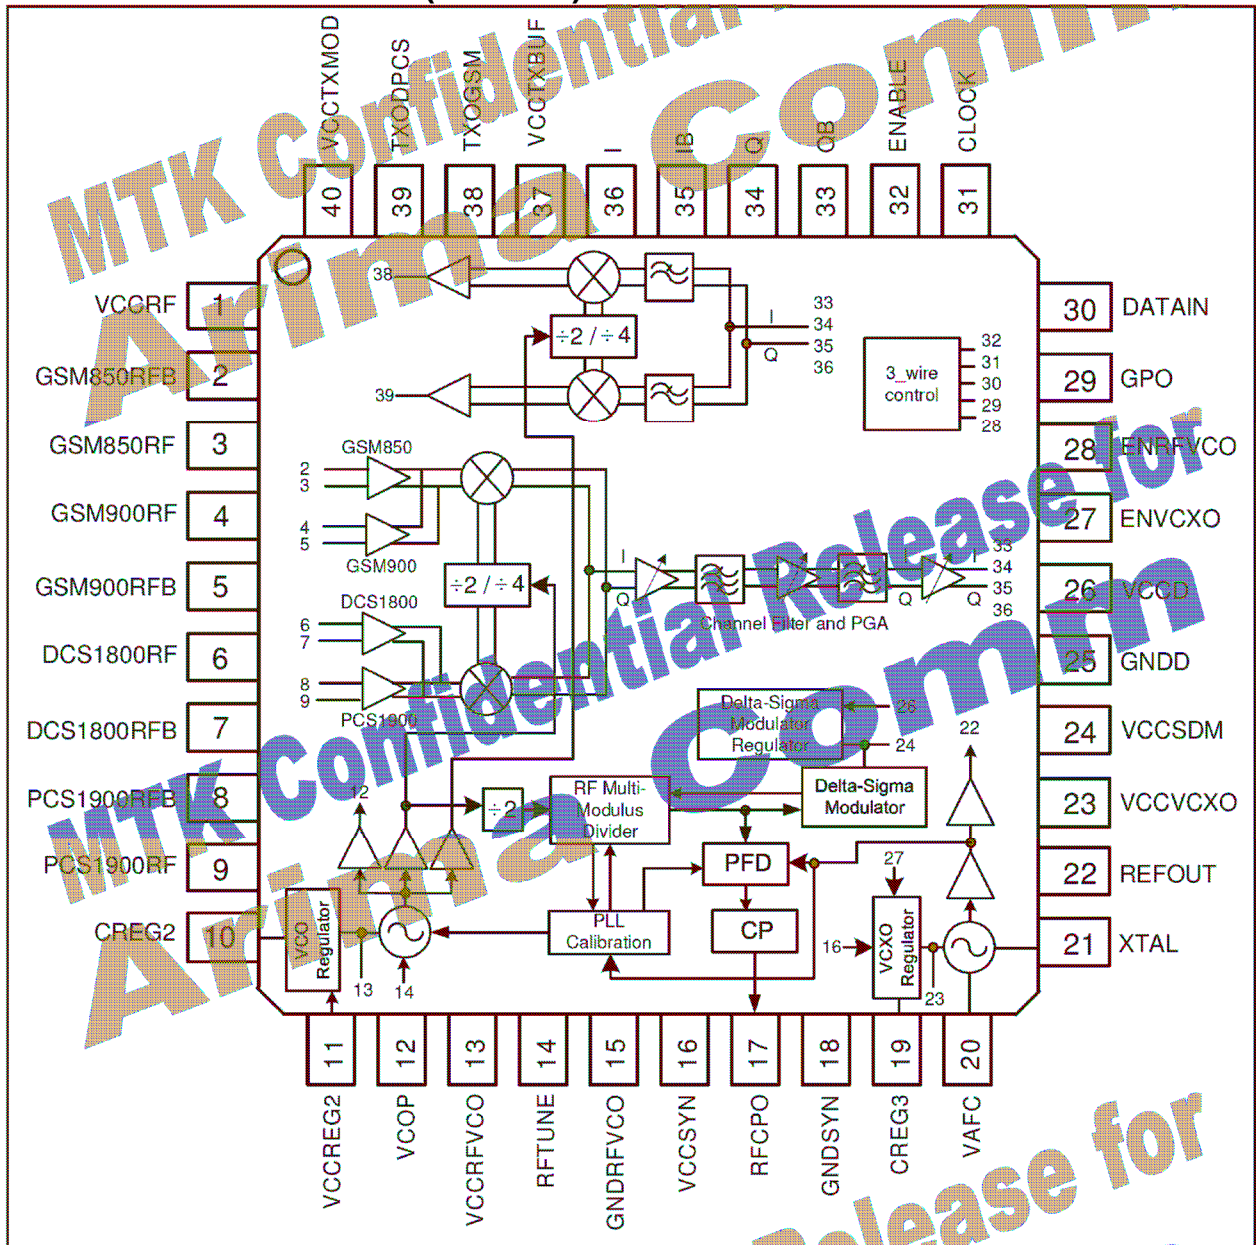 VCCTXMOD
TXODPCS
TXOGSM
VCCTXBUF
I
IB
Q
QB
ENABLE
CLOCK
40
39
38
37
36
35
34
33
32
31
VCCRF 1
GSM850RFB 2
GSM850RF 3
GSM900RF 4
GSM900RFB 5
DCS1800RF 6
DCS1800RFB 7
PCS1900RFB 8
PCS1900RF 9
CREG2 10
30 DATAIN
29 GPO
28 ENRFVCO
27 ENVCXO
26 VCCD
25 GNDD
24 VCCSDM
23 VCCVCXO
22 REFOUT
21 XTAL
38
÷2 / ÷4
39
I
Q
33
34
35
36
3_wire
control
32
31
30
29
28
GSM850
2
3
4
5
GSM900
÷2 / ÷4
DCS1800
6
7
8
9
PCS1900
I
Q
Q
I
Q
33
34
35
36
Channel Filter and PGA
Delta-Sigma
Modulator
Regulator
26
24
Delta-Sigma
Modulator
22
12
÷2
RF Multi-
Modulus
Divider
PFD
CP
PLL
Calibration
VCO
Regulator
13
14
27
16
VCXO
Regulator
23
11
12
13
14
15
16
17
18
19
20
VCCREG2
VCOP
VCCRFVCO
RFTUNE
GNDRFVCO
VCCSYN
RFCPO
GNDSYN
CREG3
VAFC
MTK Confidential
Arima Comm
MTK Confidential Release for
Arima Comm
Release for